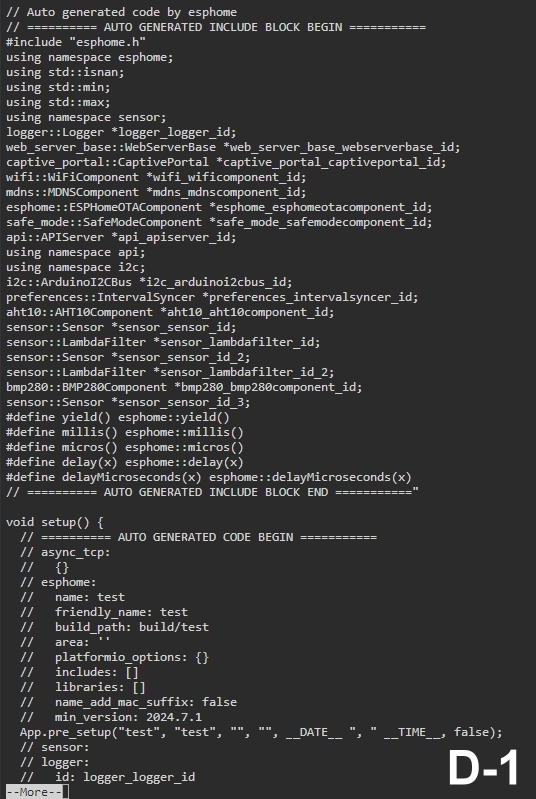 // Auto generated code by esphome
// ========== AUTO GENERATED INCLUDE BLOCK BEGIN ===========
#include "esphome.h"
using namespace esphome;
using std::isnan;
using std::min;
using std::max;
using namespace sensor;
logger::Logger *logger_logger_id;
web_server_base::WebServerBase *web_server_base_webserverbase_id;
captive_portal::CaptivePortal *captive_portal_captiveportal_id;
wifi::WiFiComponent *wifi_wificomponent_id;
mdns::MDNSComponent *mdns_mdnscomponent_id;
esphome::ESPHomeOTAComponent *esphome_esphomeotacomponent_id;
safe_mode::SafeModeComponent *safe_mode_safemodecomponent_id;
api::APIServer *api_apiserver_id;
using namespace api;
using namespace i2c;
i2c::ArduinoI2CBus *i2c_arduinoi2cbus_id;
preferences::IntervalSyncer *preferences_intervalsyncer_id;
aht10::AHT10Component *aht10_aht10component_id;
sensor::Sensor *sensor_sensor_id;
sensor::LambdaFilter *sensor_lambdafilter_id;
sensor::Sensor *sensor_sensor_id_2;
sensor::LambdaFilter *sensor_lambdafilter_id_2;
bmp280::BMP280Component *bmp280_bmp280component_id;
sensor::Sensor *sensor_sensor_id_3;
#define yield() esphome::yield()
#define millis() esphome::millis()
#define micros() esphome::micros()
#define delay(x) esphome::delay(x)
#define delayMicroseconds(x) esphome::delayMicroseconds(x)
// ========== AUTO GENERATED INCLUDE BLOCK END ==========="

void setup() {
  // ========== AUTO GENERATED CODE BEGIN ===========
  // async_tcp:
  //   {}
  // esphome:
  //   name: test
  //   friendly_name: test
  //   build_path: build/test
  //   area: ''
  //   platformio_options: {}
  //   includes: []
  //   libraries: []
  //   name_add_mac_suffix: false
  //   min_version: 2024.7.1
  App.pre_setup("test", "test", "", "", __DATE__ ", " __TIME__, false);
  // sensor:
  // logger:
  //   id: logger_logger_id
--More--
D-1